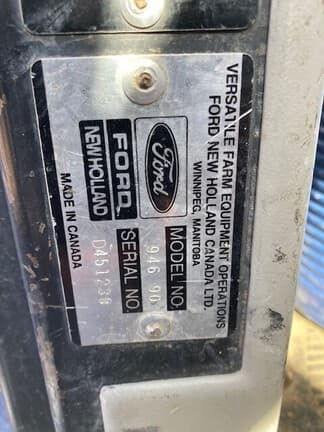 VERSATILE FARM EQUIPMENT OPERATIONS
FORD NEW HOLLAND CANADA LTD.
WINNIPEG, MANITOBA
Ford
MODEL NO.
946 90
FORD
NEW HOLLAND
SERIAL NO.
D451239
MADE IN CANADA